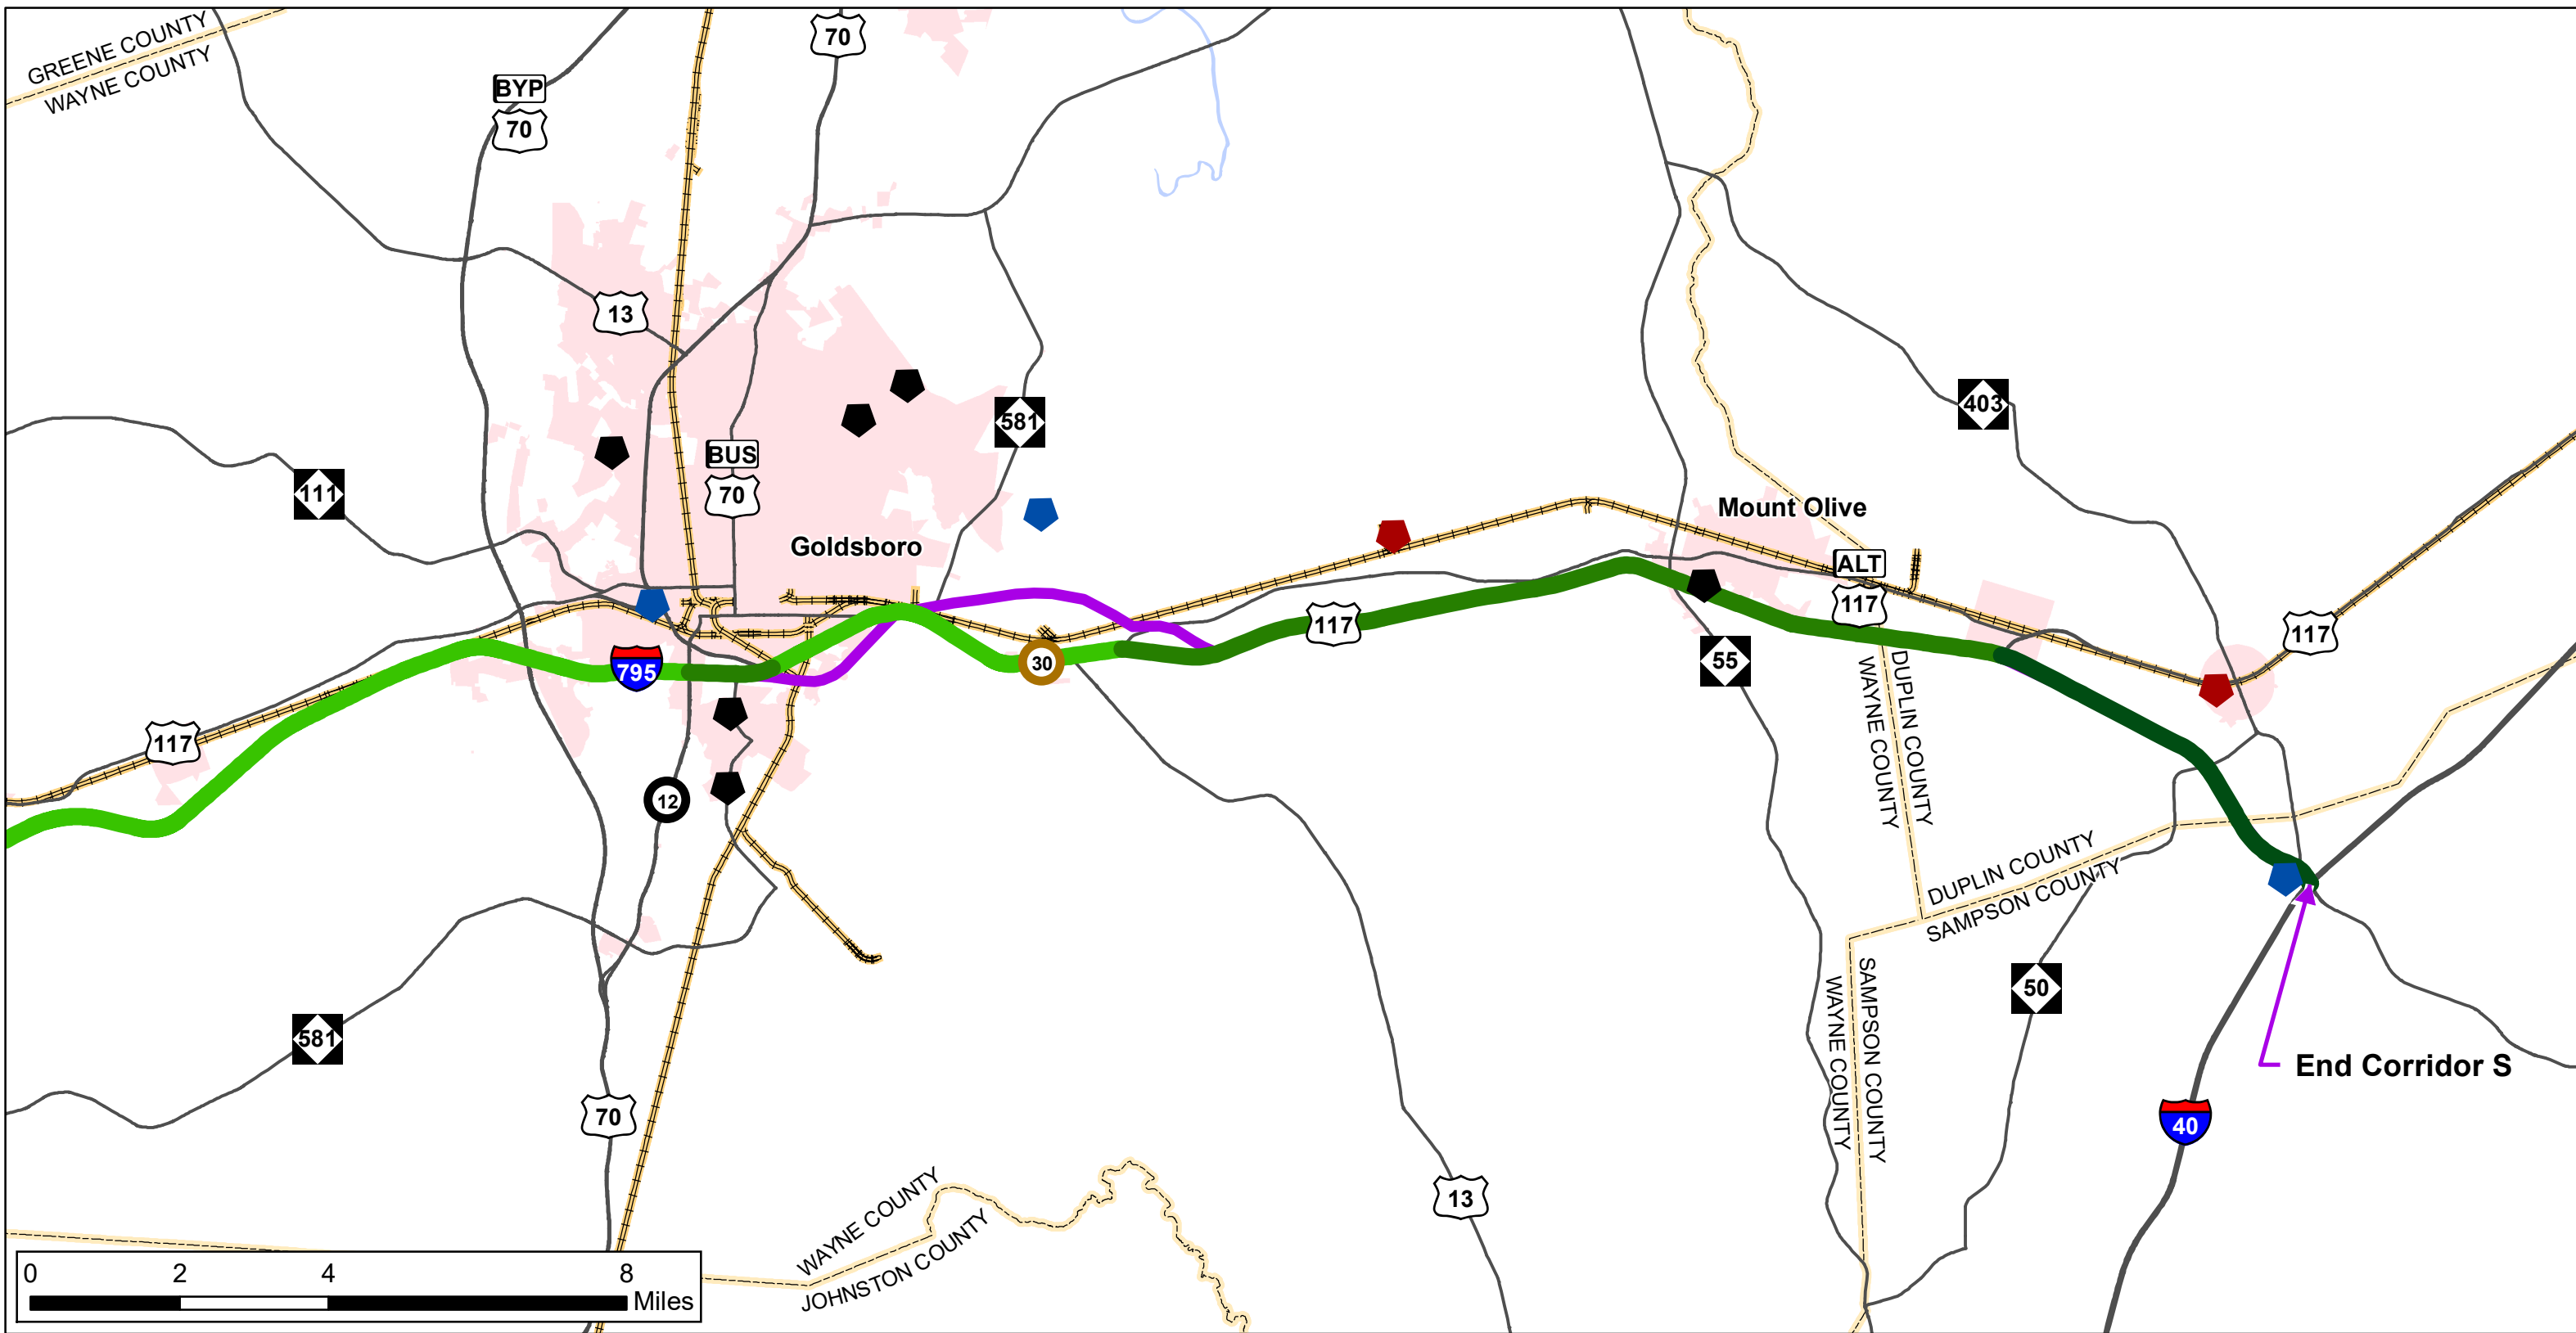 GREENE COUNTY
WAYNE COUNTY
BYP
70
70
13
111
BUS
70
581
Goldsboro
795
117
12
30
117
Mount Olive
ALT
117
403
117
55
DUPLIN COUNTY
WAYNE COUNTY
DUPLIN COUNTY
SAMPSON COUNTY
SAMPSON COUNTY
WAYNE COUNTY
50
End Corridor S
40
581
70
13
WAYNE COUNTY
JOHNSTON COUNTY
0 2 4 8
Miles